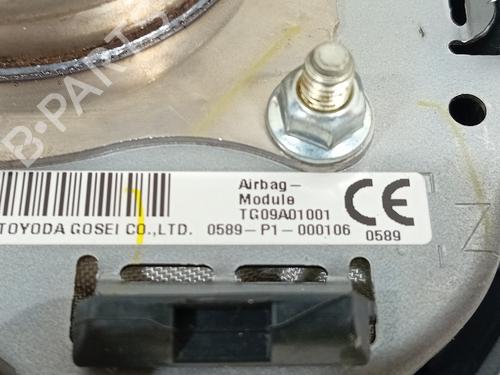 Airbag-
Module
TG09A01001
TOYODA GOSEI CO.,LTD. 0589-P1-000106 0589
CE
B-PARTS